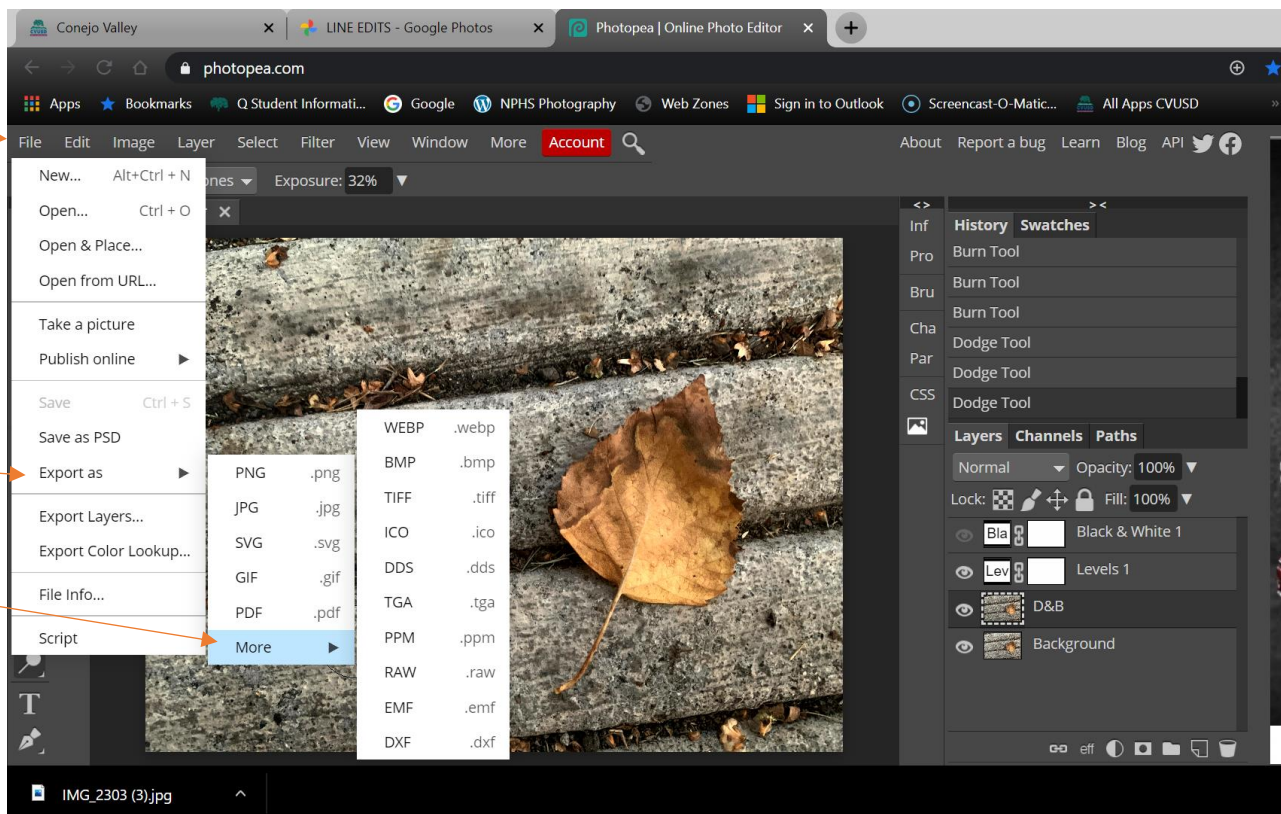 Conejo Valley × LINE EDITS - Google Photos × Photopea | Online Photo Editor × +
photopea.com
Apps Bookmarks Q Student Informati... Google NPHS Photography Web Zones Sign in to Outlook Screencast-O-Matic... All Apps CVUSD »
File Edit Image Layer Select Filter View Window More Account About Report a bug Learn Blog API
Exposure: 32% ▼
New... Alt+Ctrl + N
Open... Ctrl + O
Open & Place...
Open from URL...
Take a picture
Publish online ▶
Save Ctrl + S
Save as PSD
Export as ▶
Export Layers...
Export Color Lookup...
File Info...
Script
PNG .png
JPG .jpg
SVG .svg
GIF .gif
PDF .pdf
More ▶
WEBP .webp
BMP .bmp
TIFF .tiff
ICO .ico
DDS .dds
TGA .tga
PPM .ppm
RAW .raw
EMF .emf
DXF .dxf
T
<> ><
Inf
Pro
Bru
Cha
Par
CSS
History Swatches
Burn Tool
Burn Tool
Burn Tool
Dodge Tool
Dodge Tool
Dodge Tool
Layers Channels Paths
Normal Opacity: 100% ▼
Lock: Fill: 100% ▼
Bla Black & White 1
Lev Levels 1
D&B
Background
eff
IMG_2303 (3).jpg